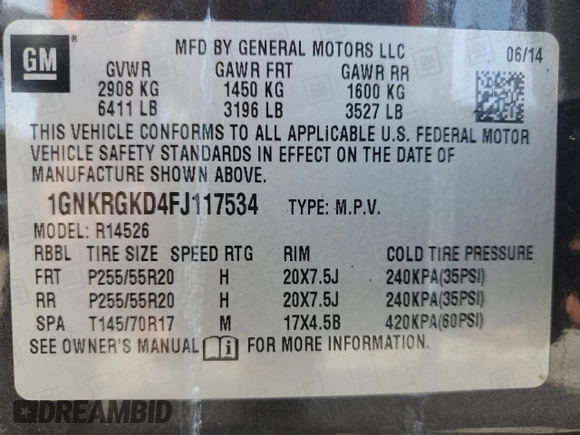 GM ®
MFD BY GENERAL MOTORS LLC
06/14
GVWR GAWR FRT GAWR RR
2908 KG 1450 KG 1600 KG
6411 LB 3196 LB 3527 LB
THIS VEHICLE CONFORMS TO ALL APPLICABLE U.S. FEDERAL MOTOR
VEHICLE SAFETY STANDARDS IN EFFECT ON THE DATE OF
MANUFACTURE SHOWN ABOVE.
1GNKRGKD4FJ117534 TYPE: M.P.V.
MODEL: R14526
RBBL TIRE SIZE SPEED RTG RIM COLD TIRE PRESSURE
FRT P255/55R20 H 20X7.5J 240KPA(35PSI)
RR P255/55R20 H 20X7.5J 240KPA(35PSI)
SPA T145/70R17 M 17X4.5B 420KPA(60PSI)
SEE OWNER'S MANUAL i FOR MORE INFORMATION.
DREAMBID